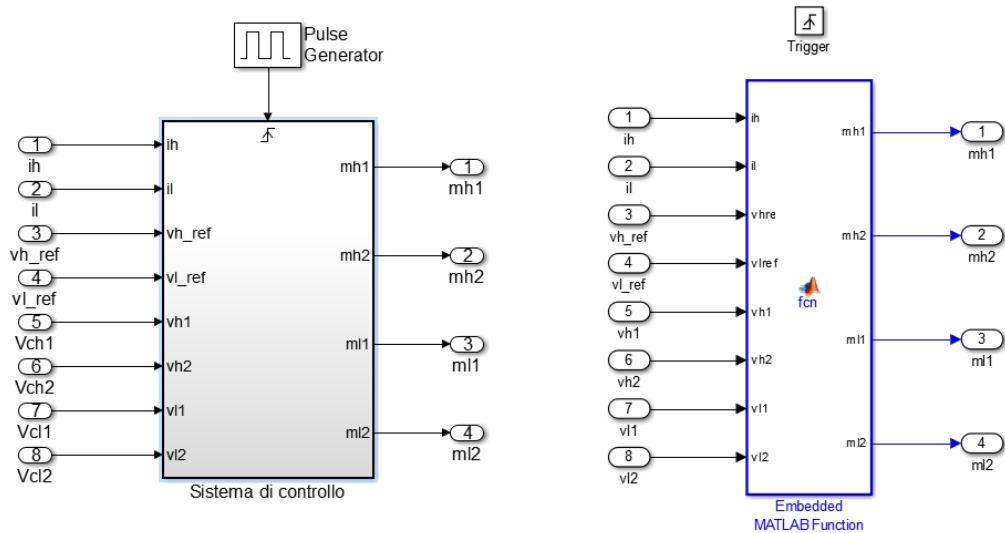 Pulse
Generator
1
ih
2
il
3
vh_ref
4
vl_ref
5
Vch1
6
Vch2
7
Vcl1
8
Vcl2
ih
il
vh_ref
vl_ref
vh1
vh2
vl1
vl2
mh1
mh2
ml1
ml2
1
mh1
2
mh2
3
ml1
4
ml2
Sistema di controllo
Trigger
1
ih
2
il
3
vh_ref
4
vl_ref
5
vh1
6
vh2
7
vl1
8
vl2
ih
il
vhre
vlref
vh1
vh2
vl1
vl2
fcn
mh1
mh2
ml1
ml2
1
mh1
2
mh2
3
ml1
4
ml2
Embedded
MATLAB Function